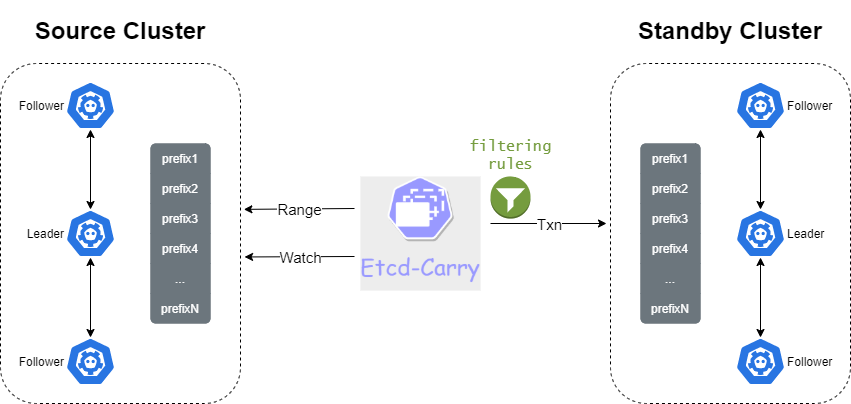 Source Cluster
Standby Cluster
Follower
Leader
Follower
prefix1
prefix2
prefix3
prefix4
...
prefixN
Range
Watch
Etcd-Carry
filtering
rules
Txn
prefix1
prefix2
prefix3
prefix4
...
prefixN
Follower
Leader
Follower